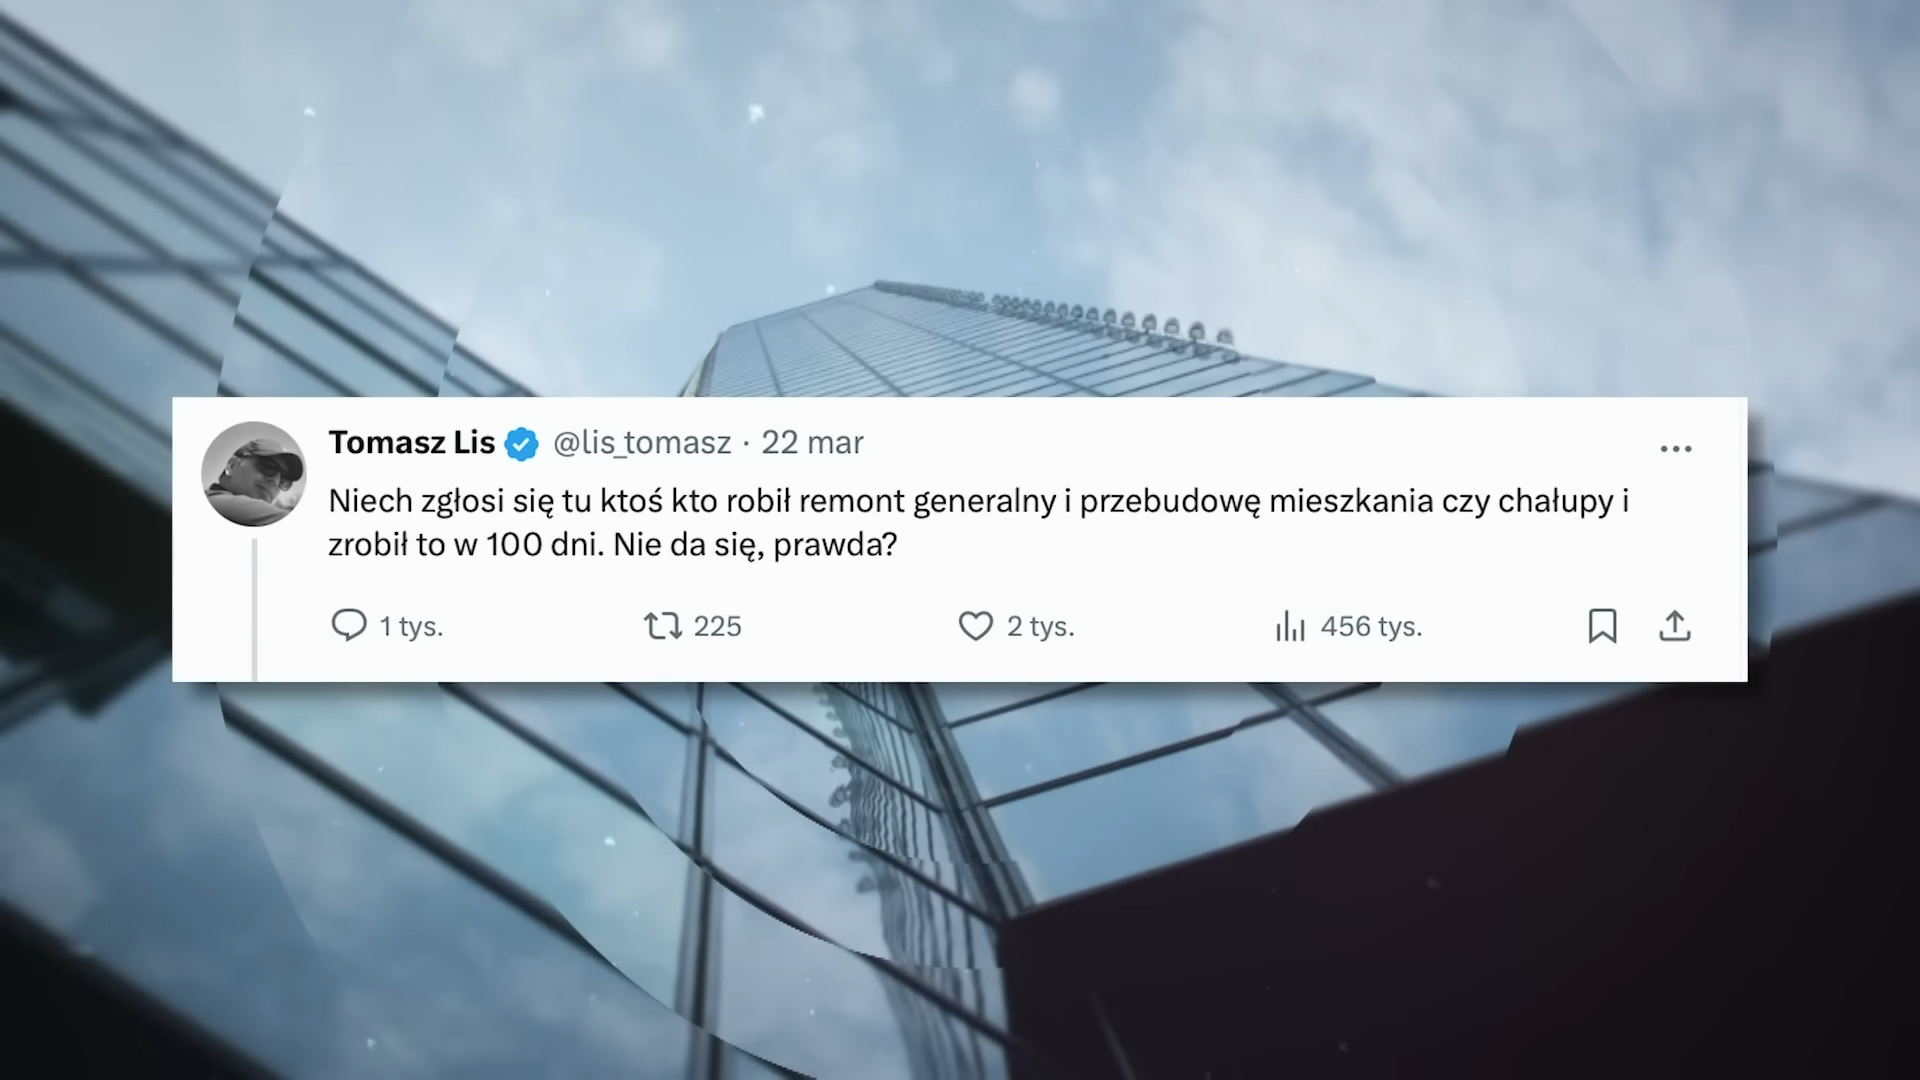 Tomasz Lis @lis_tomasz · 22 mar
Niech zgłosi się tu ktoś kto robił remont generalny i przebudowę mieszkania czy chałupy i
zrobił to w 100 dni. Nie da się, prawda?
1 tys. 225 2 tys. 456 tys.